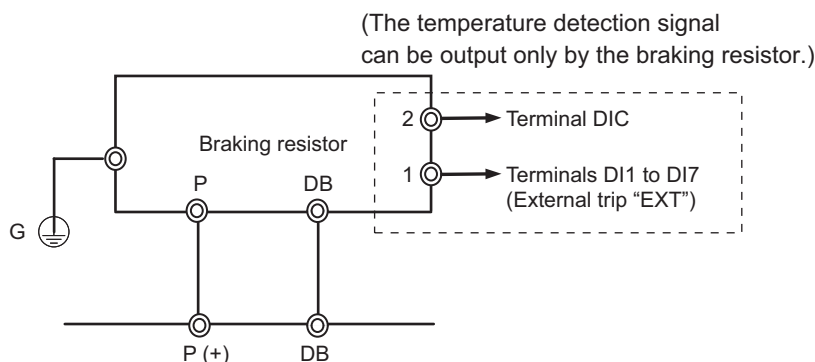 (The temperature detection signal
can be output only by the braking resistor.)
2
Terminal DIC
Braking resistor
1
Terminals DI1 to DI7
(External trip “EXT”)
P
DB
G
P (+)
DB